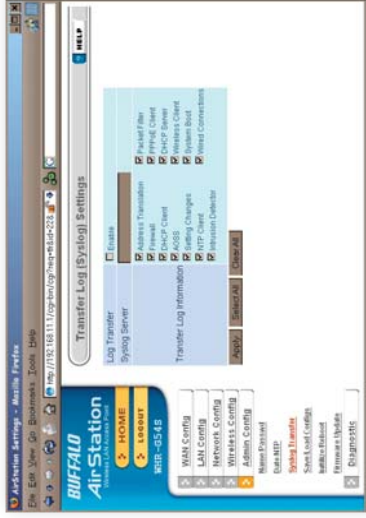 AirStation Settings - Mozilla Firefox
File Edit View Go Bookmarks Tools Help
BUFFALO
AirStation
Wireless LAN Access Point
HOME
LOGOUT
WHR-G54S
WAN Config
LAN Config
Network Config
Wireless Config
Admin Config
Name/Passwd
Date/NTP
Syslog Transfer
Save/Load Configs
Initialize/Reboot
Firmware Update
Diagnostic
Transfer Log (Syslog) Settings
HELP
Log Transfer
Enable
Syslog Server
Transfer Log Information
Address Translation
Packet Filter
Firewall
PPPoE Client
DHCP Client
DHCP Server
AOSS
Wireless Client
Setting Changes
System Boot
NTP Client
Wired Connections
Intrusion Detector
Apply Select All Clear All